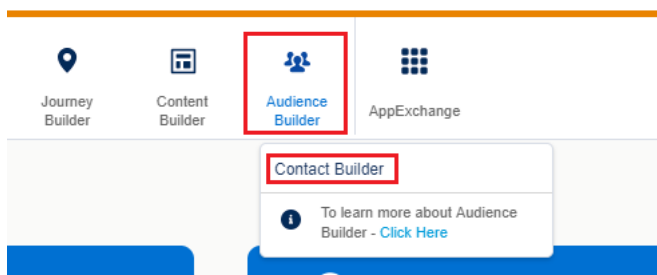 Journey
Builder
Content
Builder
Audience
Builder
AppExchange
Contact Builder
To learn more about Audience
Builder - Click Here